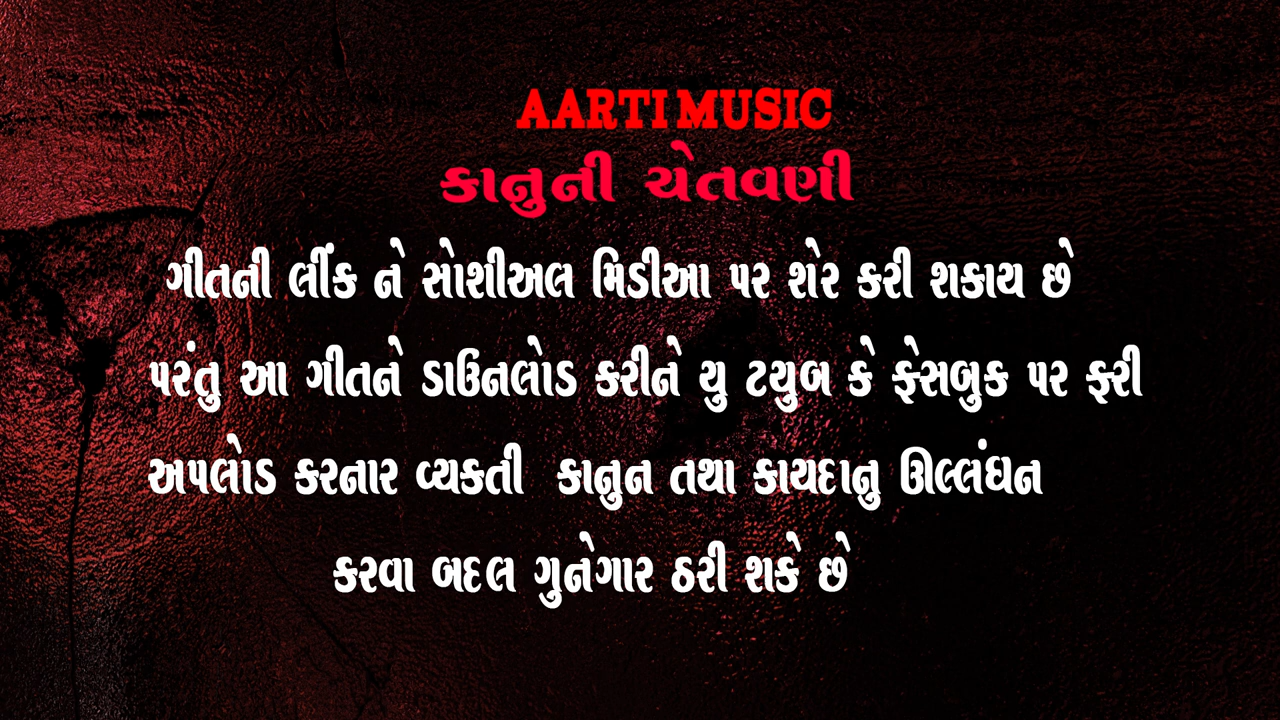 AARTI MUSIC
કાનુની ચેતવણી
ગીતની લીંક ને સોશીઅલ મિડીઆ પર શેર કરી શકાય છે
પરંતુ આ ગીતને ડાઉનલોડ કરીને યુ ટયુબ કે ફેસબુક પર ફરી
અપલોડ કરનાર વ્યકતી કાનુન તથા કાયદાનુ ઊલ્લંઘન
કરવા બદલ ગુનેગાર ઠરી શકે છે